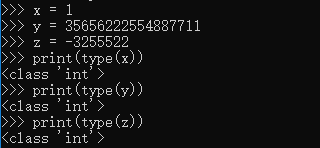 >>> x = 1
>>> y = 35656222554887711
>>> z = -3255522
>>> print(type(x))
<class 'int'>
>>> print(type(y))
<class 'int'>
>>> print(type(z))
<class 'int'>